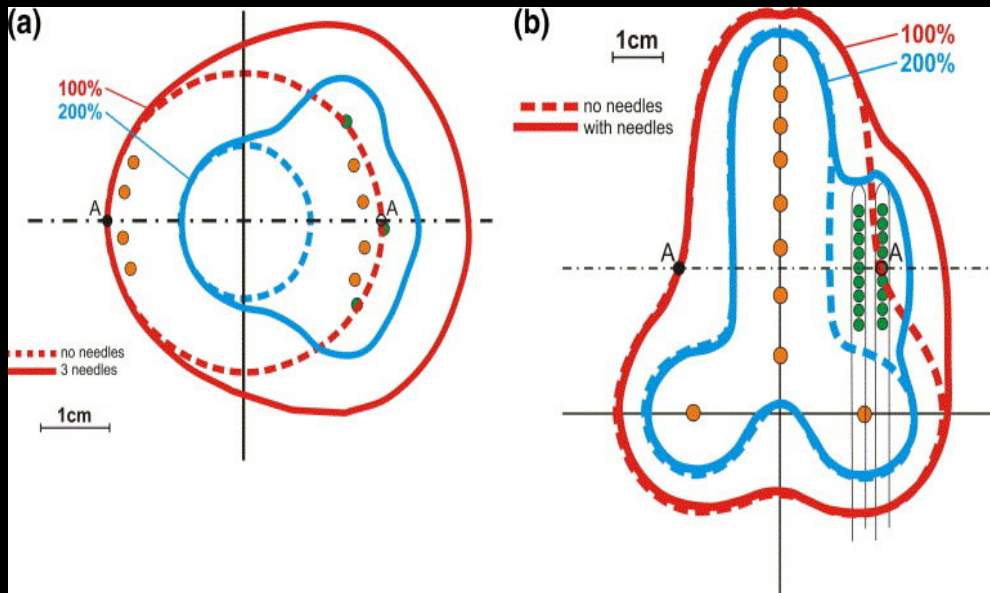 (a)
100%
200%
A
A
no needles
3 needles
1cm
(b)
1cm
100%
200%
no needles
with needles
A
A